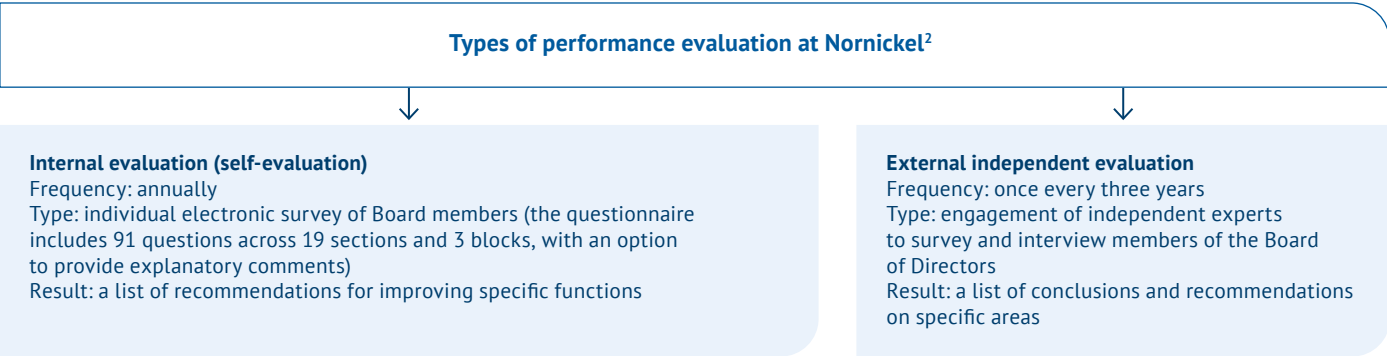 Types of performance evaluation at Nornickel²
Internal evaluation (self-evaluation)
Frequency: annually
Type: individual electronic survey of Board members (the questionnaire
includes 91 questions across 19 sections and 3 blocks, with an option
to provide explanatory comments)
Result: a list of recommendations for improving specific functions
External independent evaluation
Frequency: once every three years
Type: engagement of independent experts
to survey and interview members of the Board
of Directors
Result: a list of conclusions and recommendations
on specific areas